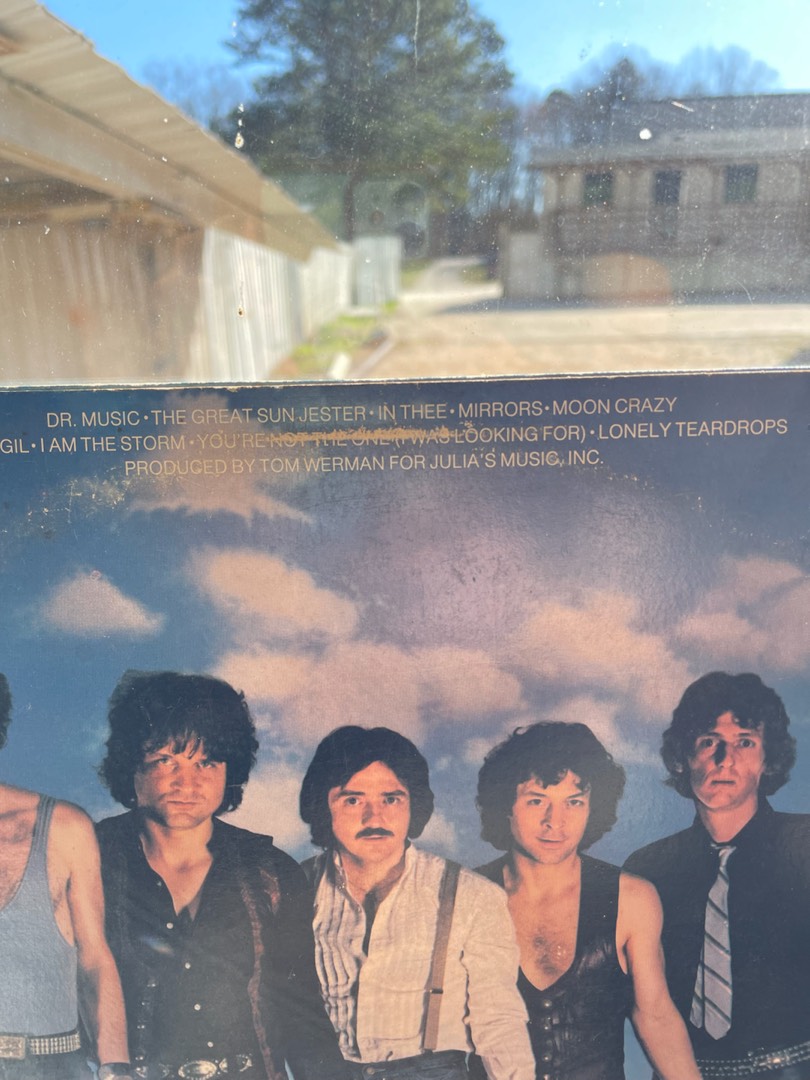 DR. MUSIC • THE GREAT SUN JESTER • IN THEE • MIRRORS • MOON CRAZY
GIL • I AM THE STORM • YOU'RE NOT THE ONE (I WAS LOOKING FOR) • LONELY TEARDROPS
PRODUCED BY TOM WERMAN FOR JULIA'S MUSIC, INC.